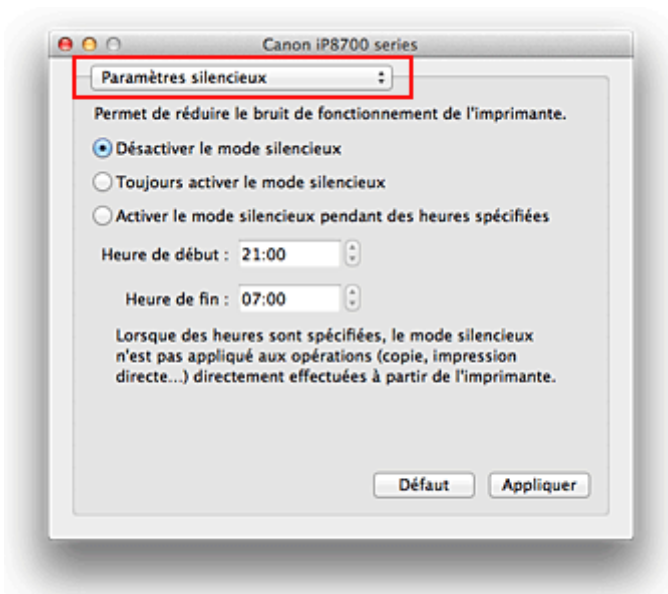 Canon iP8700 series
Paramètres silencieux
Permet de réduire le bruit de fonctionnement de l'imprimante.
Désactiver le mode silencieux
Toujours activer le mode silencieux
Activer le mode silencieux pendant des heures spécifiées
Heure de début : 21:00
Heure de fin : 07:00
Lorsque des heures sont spécifiées, le mode silencieux
n'est pas appliqué aux opérations (copie, impression
directe...) directement effectuées à partir de l'imprimante.
Défaut Appliquer